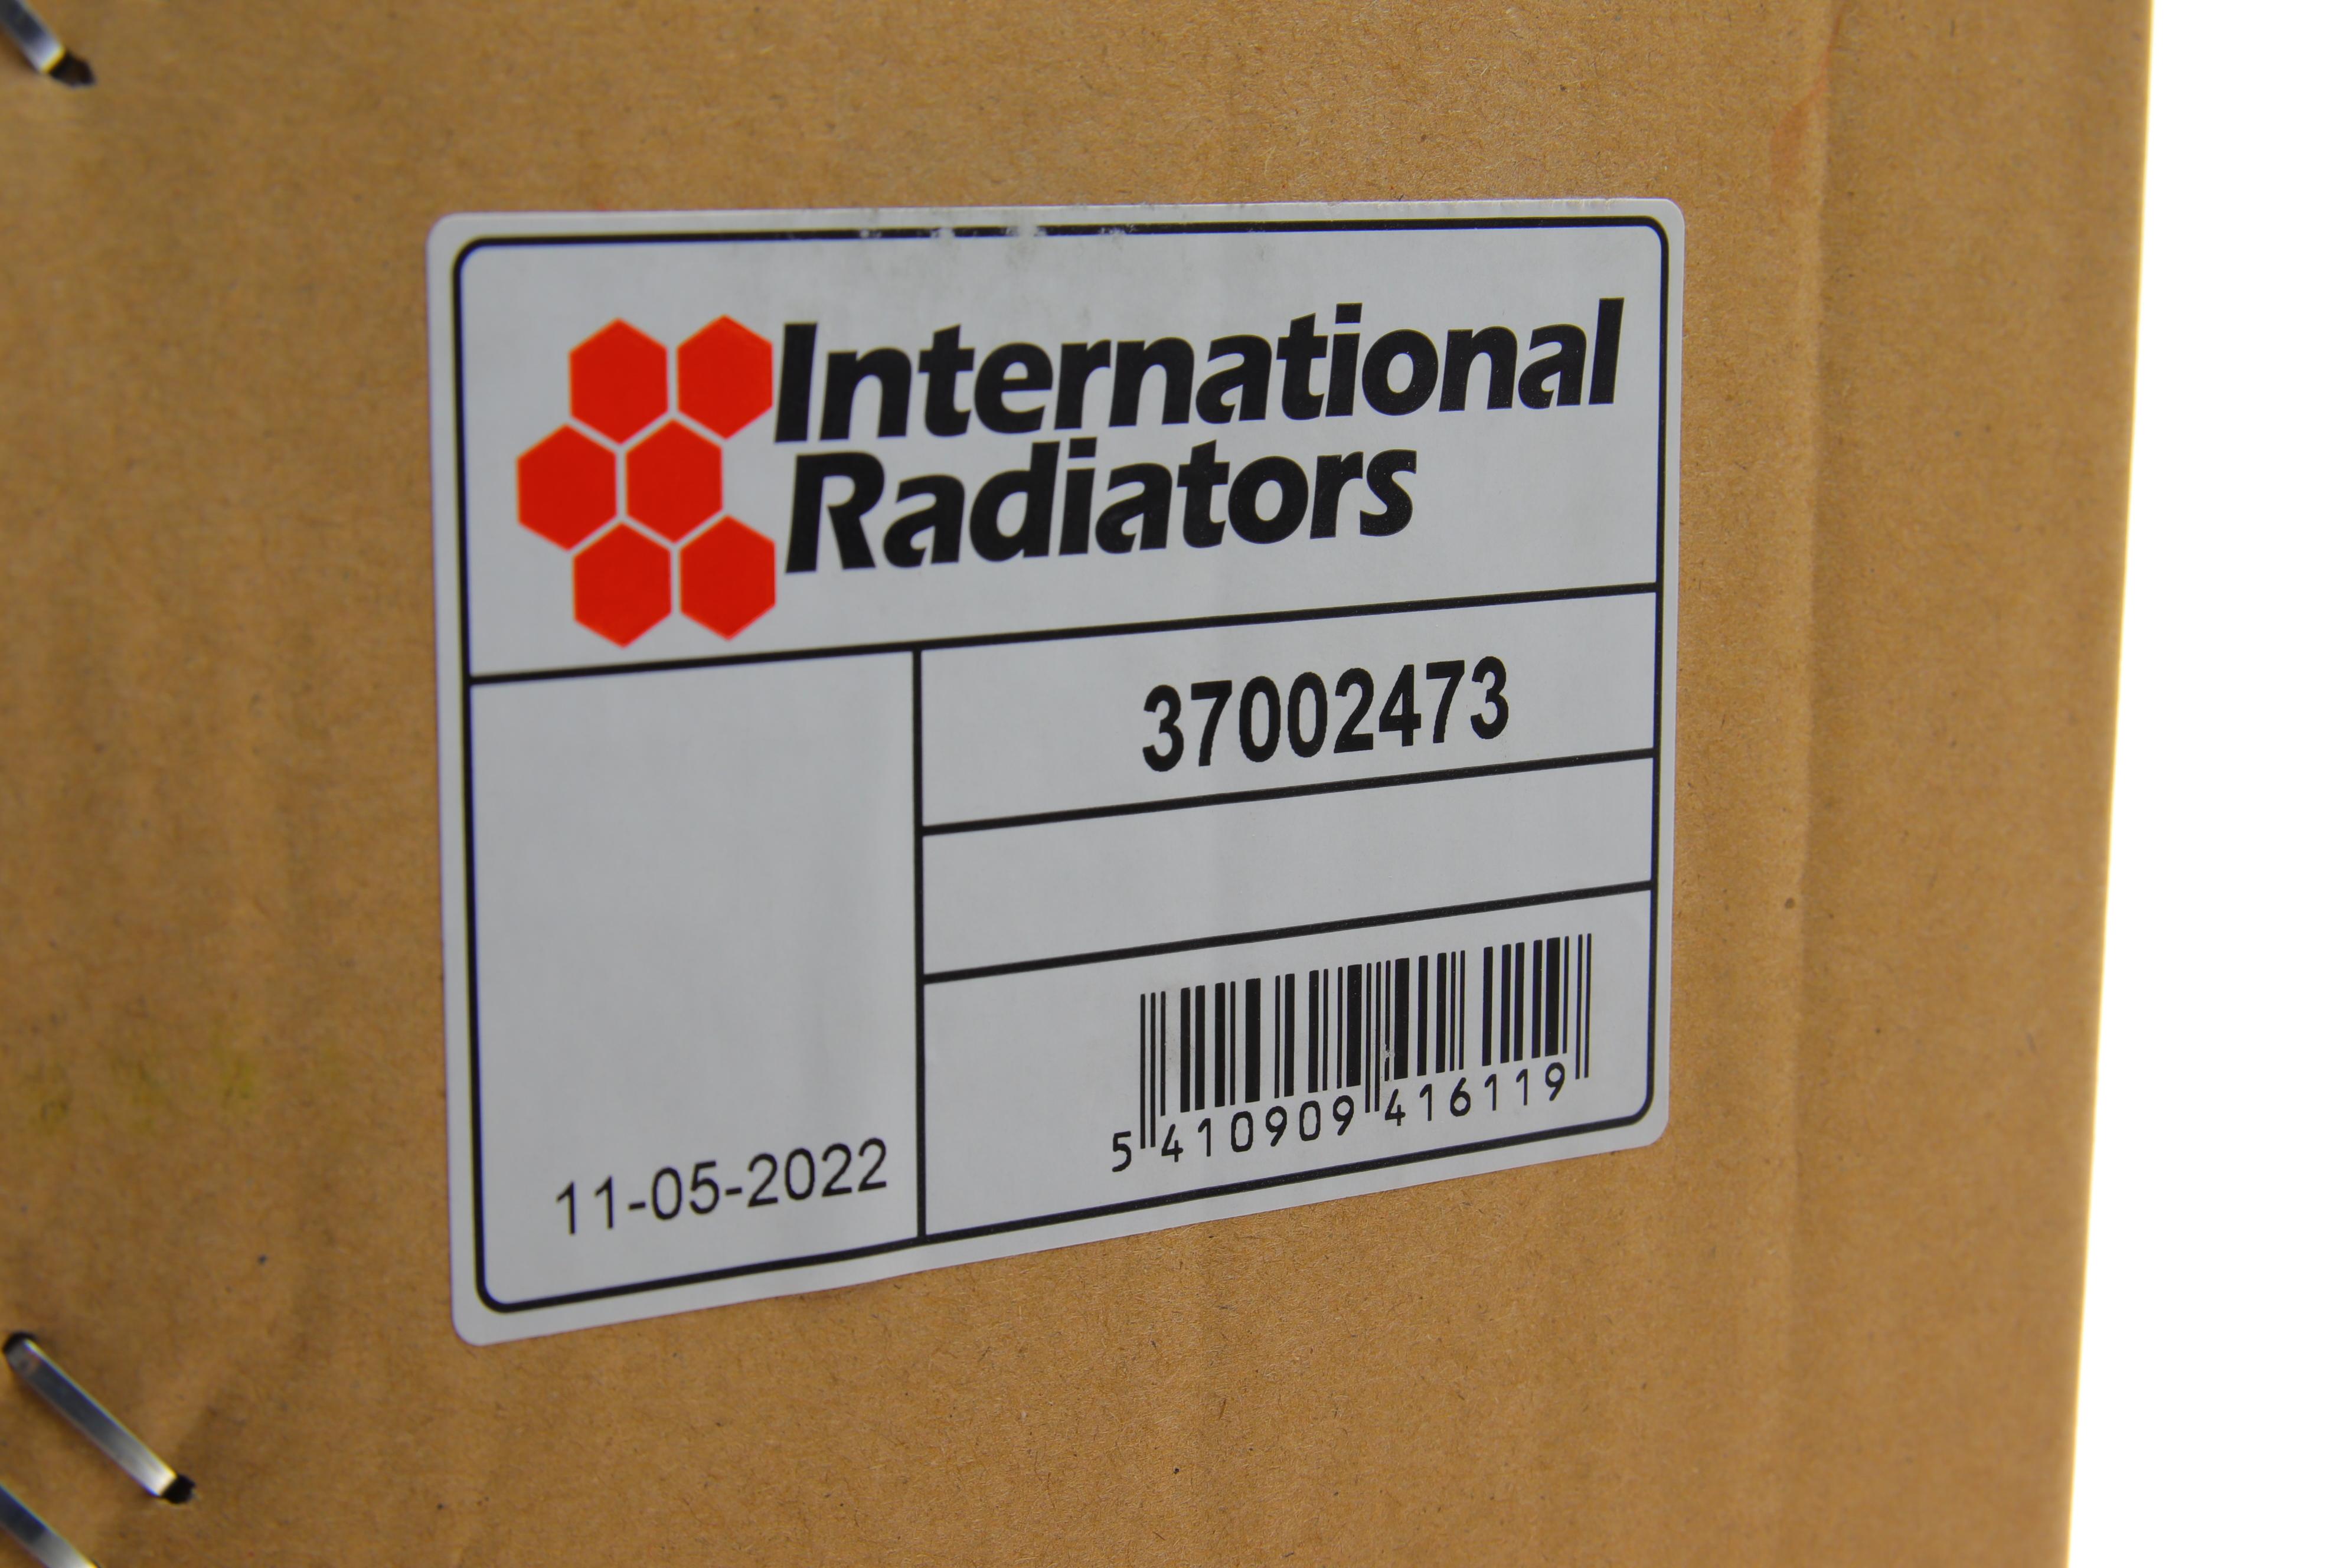 International
Radiators
37002473
11-05-2022
5 410909 416119